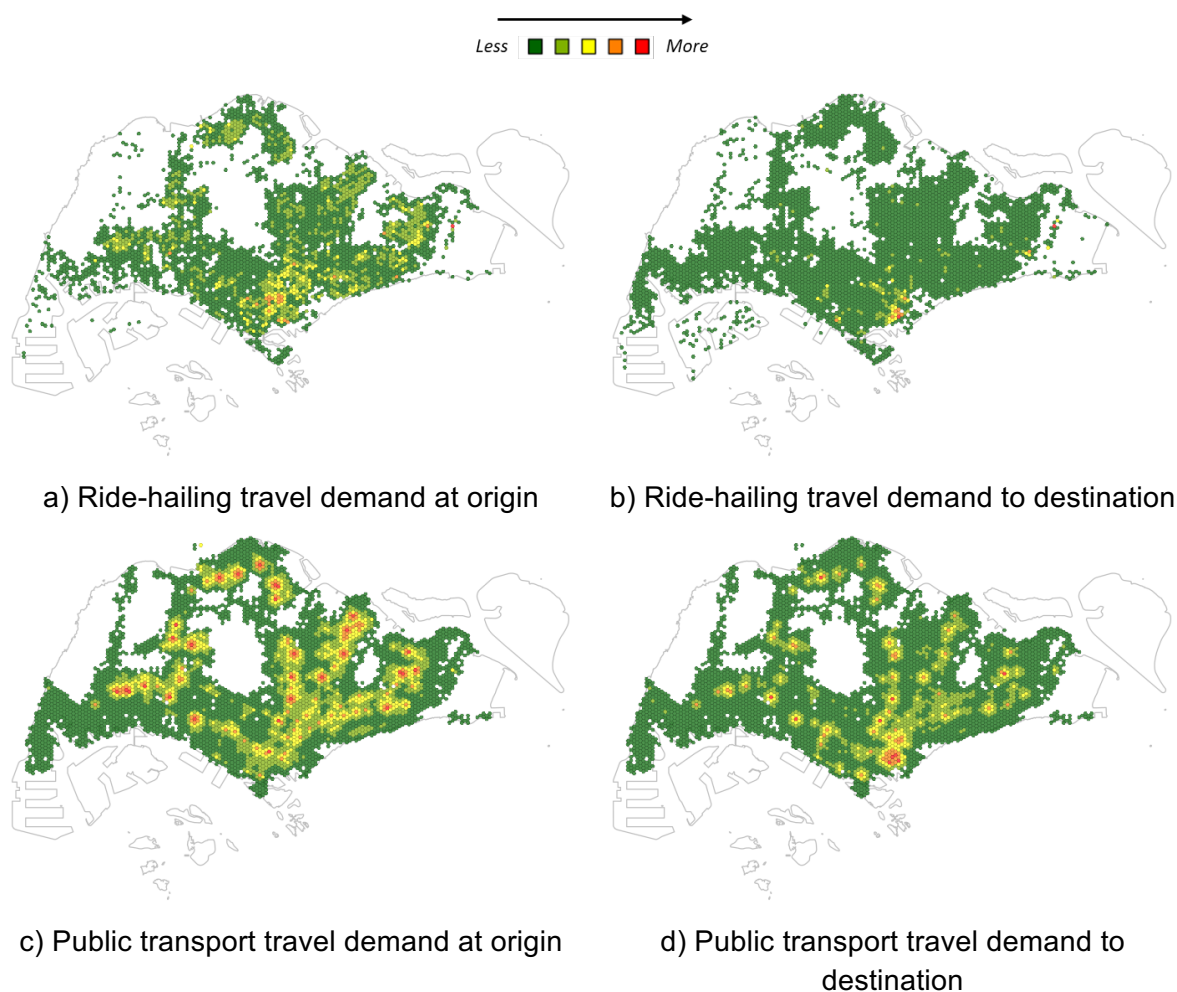 Less More
a) Ride-hailing travel demand at origin
b) Ride-hailing travel demand to destination
c) Public transport travel demand at origin
d) Public transport travel demand to
destination